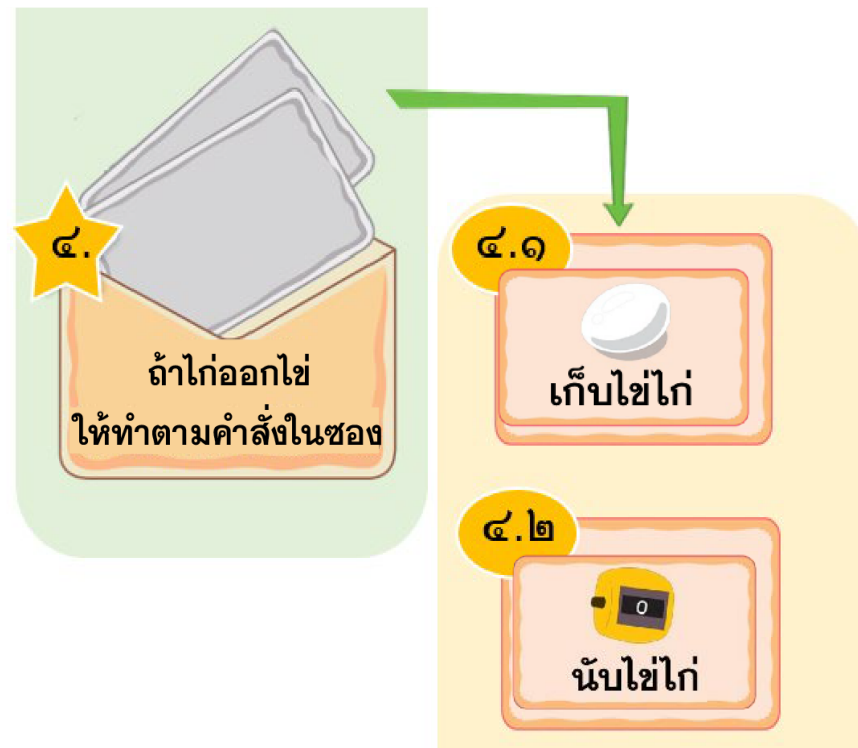 ๔.
ถ้าไก่ออกไข่
ให้ทำตามคำสั่งในซอง
๔.๑
เก็บไข่ไก่
๔.๒
0
นับไข่ไก่